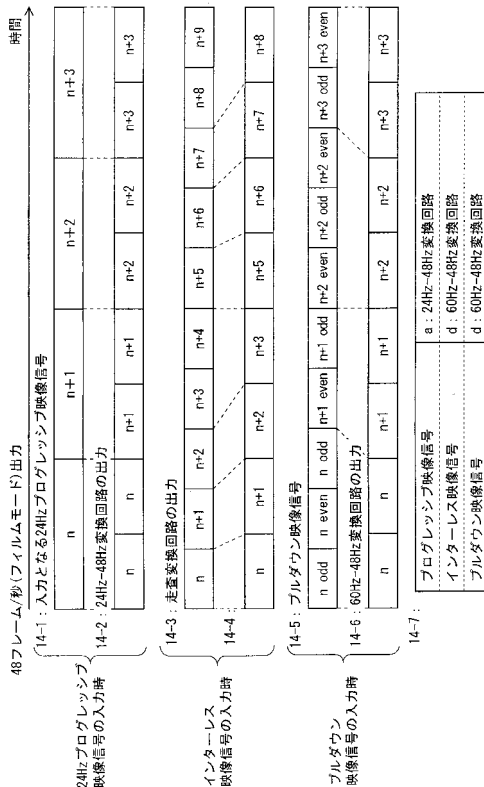 48フレーム/秒(フィルムモード)出力
時間
24Hzプログレッシブ
映像信号の入力時
14-1：入力となる24Hzプログレッシブ映像信号
n n+1 n+2 n+3
14-2：24Hz-48Hz変換回路の出力
n n n+1 n+1 n+2 n+2 n+3 n+3
インターレス
映像信号の入力時
14-3：走査変換回路の出力
n n+1 n+2 n+3 n+4 n+5 n+6 n+7 n+8 n+9
14-4
n n+1 n+2 n+3 n+5 n+6 n+7 n+8
プルダウン
映像信号の入力時
14-5：プルダウン映像信号
n odd n even n odd n+1 even n+1 odd n+2 even n+2 odd n+2 even n+3 odd n+3 even
14-6：60Hz-48Hz変換回路の出力
n n n+1 n+1 n+2 n+2 n+3 n+3
14-7：
プログレッシブ映像信号 a：24Hz-48Hz変換回路
インターレス映像信号 d：60Hz-48Hz変換回路
プルダウン映像信号 d：60Hz-48Hz変換回路